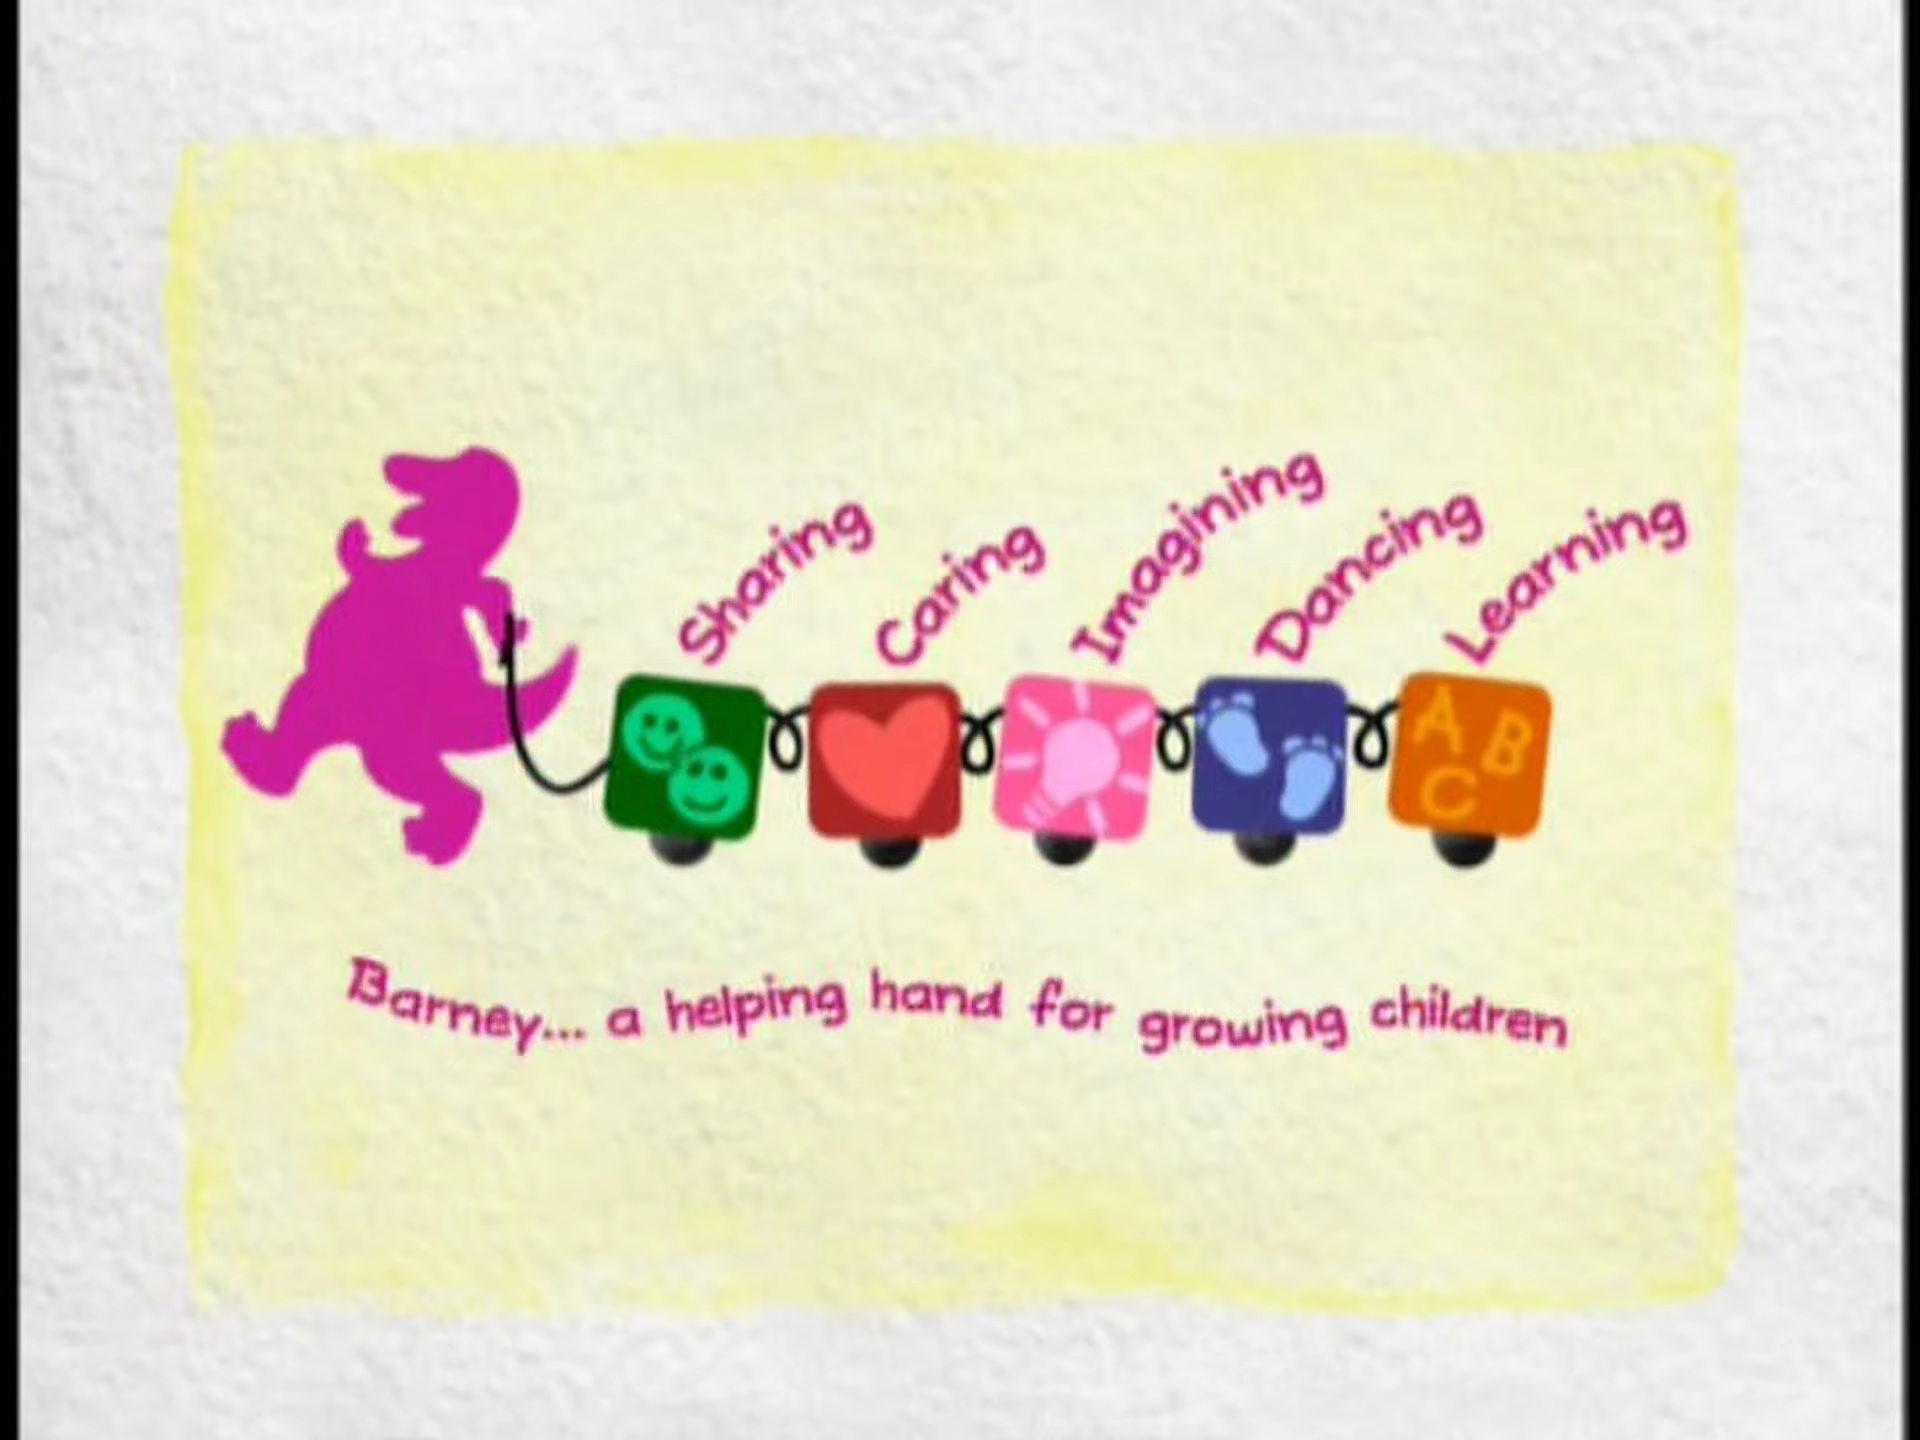 Sharing
Caring
Imagining
Dancing
Learning
A B
C
Barney... a helping hand for growing children